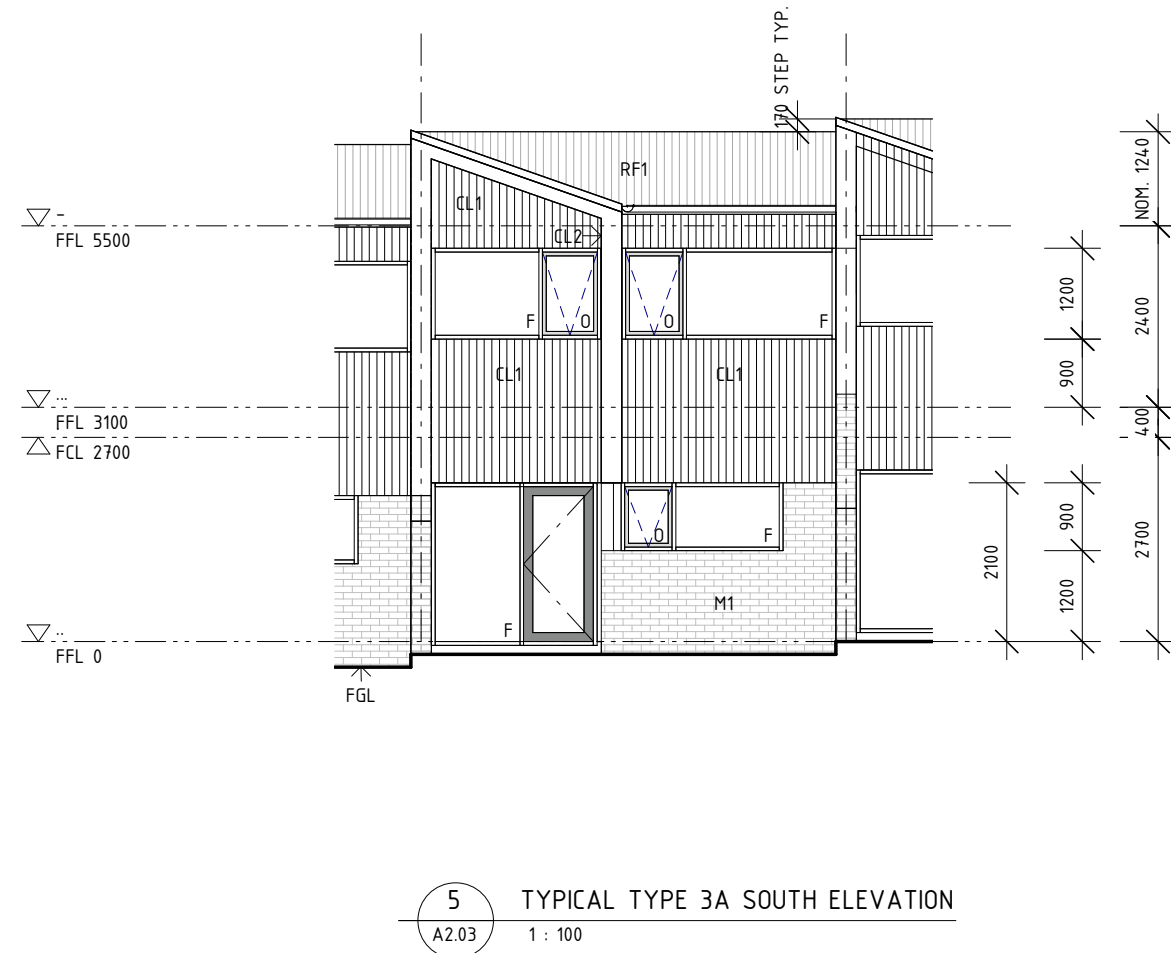 170 STEP TYP.
NOM. 1240
RF1
CL1
CL2
-
FFL 5500
1200
2400
F
O
O
F
CL1
CL1
900
...
FFL 3100
400
FCL 2700
O
F
900
2100
2700
1200
M1
F
..
FFL 0
FGL
5
TYPICAL TYPE 3A SOUTH ELEVATION
A2.03
1 : 100